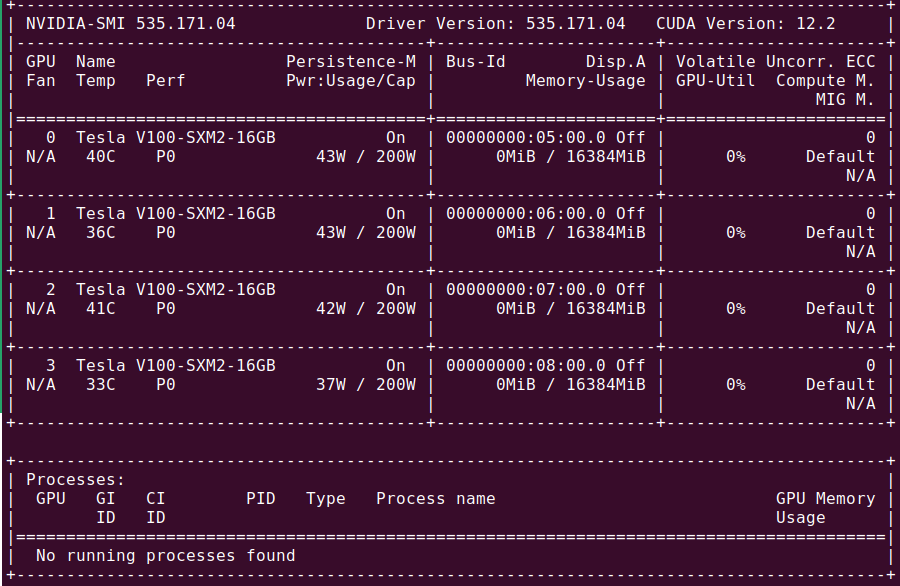 +-----------------------------------------------------------------------------------------+
| NVIDIA-SMI 535.171.04             Driver Version: 535.171.04   CUDA Version: 12.2     |
|-----------------------------------------+----------------------+----------------------+
| GPU  Name                 Persistence-M | Bus-Id        Disp.A | Volatile Uncorr. ECC |
| Fan  Temp   Perf          Pwr:Usage/Cap |         Memory-Usage | GPU-Util  Compute M. |
|                                         |                      |               MIG M. |
|=========================================+======================+======================|
|   0  Tesla V100-SXM2-16GB           On  | 00000000:05:00.0 Off |                    0 |
| N/A   40C    P0              43W / 200W |     0MiB / 16384MiB |      0%      Default |
|                                         |                      |                  N/A |
+-----------------------------------------+----------------------+----------------------+
|   1  Tesla V100-SXM2-16GB           On  | 00000000:06:00.0 Off |                    0 |
| N/A   36C    P0              43W / 200W |     0MiB / 16384MiB |      0%      Default |
|                                         |                      |                  N/A |
+-----------------------------------------+----------------------+----------------------+
|   2  Tesla V100-SXM2-16GB           On  | 00000000:07:00.0 Off |                    0 |
| N/A   41C    P0              42W / 200W |     0MiB / 16384MiB |      0%      Default |
|                                         |                      |                  N/A |
+-----------------------------------------+----------------------+----------------------+
|   3  Tesla V100-SXM2-16GB           On  | 00000000:08:00.0 Off |                    0 |
| N/A   33C    P0              37W / 200W |     0MiB / 16384MiB |      0%      Default |
|                                         |                      |                  N/A |
+-----------------------------------------+----------------------+----------------------+

+---------------------------------------------------------------------------------------+
| Processes:                                                                            |
|  GPU   GI   CI        PID   Type   Process name                            GPU Memory |
|        ID   ID                                                             Usage      |
|=======================================================================================|
|  No running processes found                                                           |
+---------------------------------------------------------------------------------------+